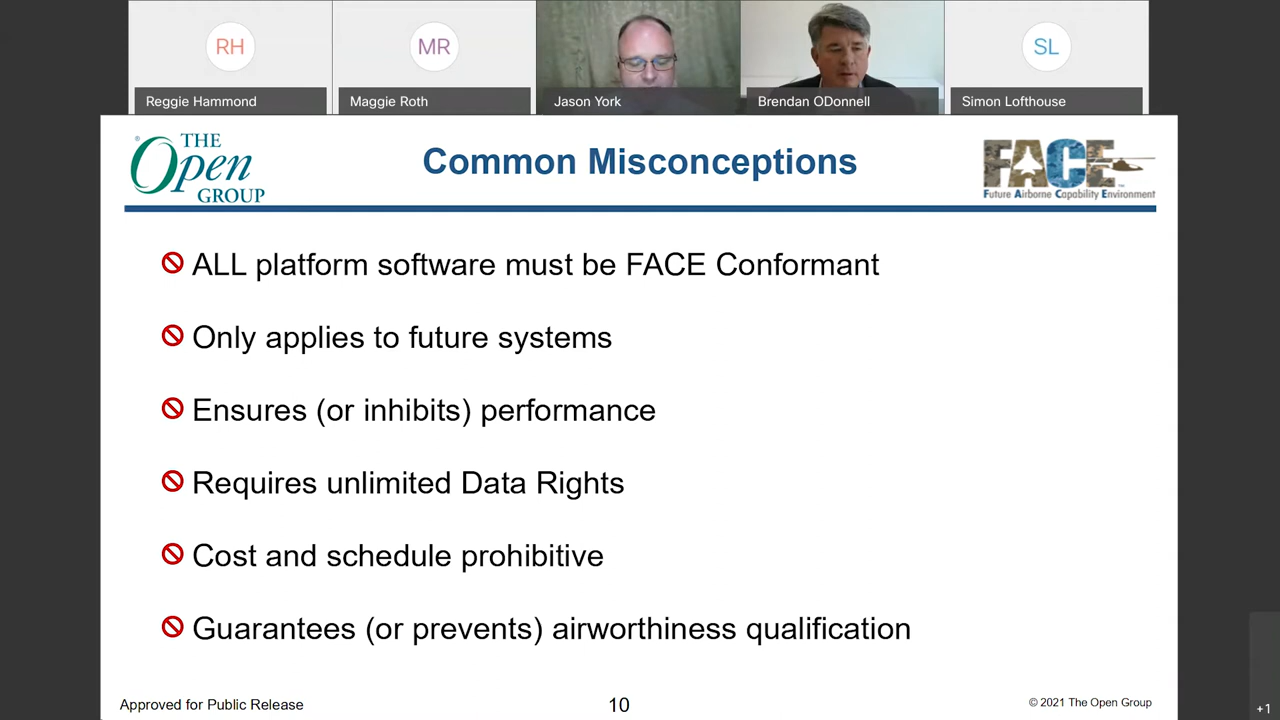 RH
MR
SL
Reggie Hammond
Maggie Roth
Jason York
Brendan ODonnell
Simon Lofthouse
® THE
Open
GROUP
Common Misconceptions
FACE™
Future Airborne Capability Environment
ALL platform software must be FACE Conformant
Only applies to future systems
Ensures (or inhibits) performance
Requires unlimited Data Rights
Cost and schedule prohibitive
Guarantees (or prevents) airworthiness qualification
Approved for Public Release
10
© 2021 The Open Group
+1